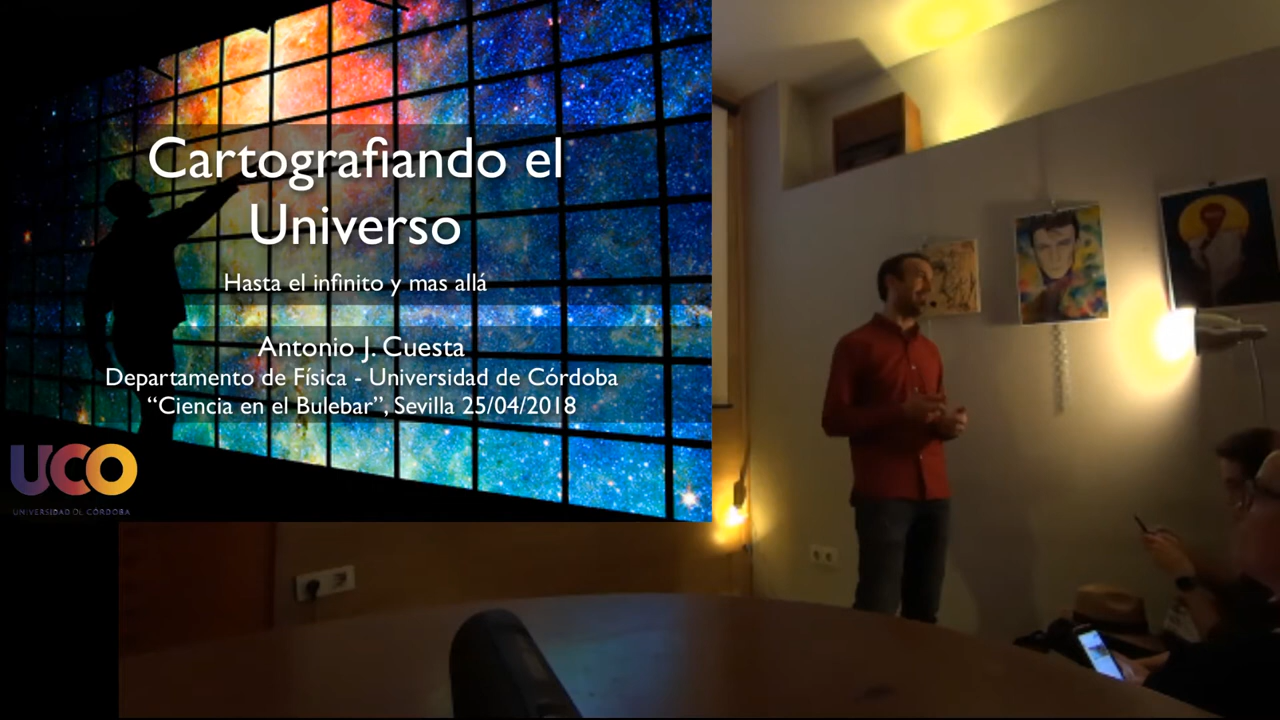 Cartografiando el
Universo
Hasta el infinito y mas allá
Antonio J. Cuesta
Departamento de Física - Universidad de Córdoba
“Ciencia en el Bulebar”, Sevilla 25/04/2018
UCO
UNIVERSIDAD DE CÓRDOBA